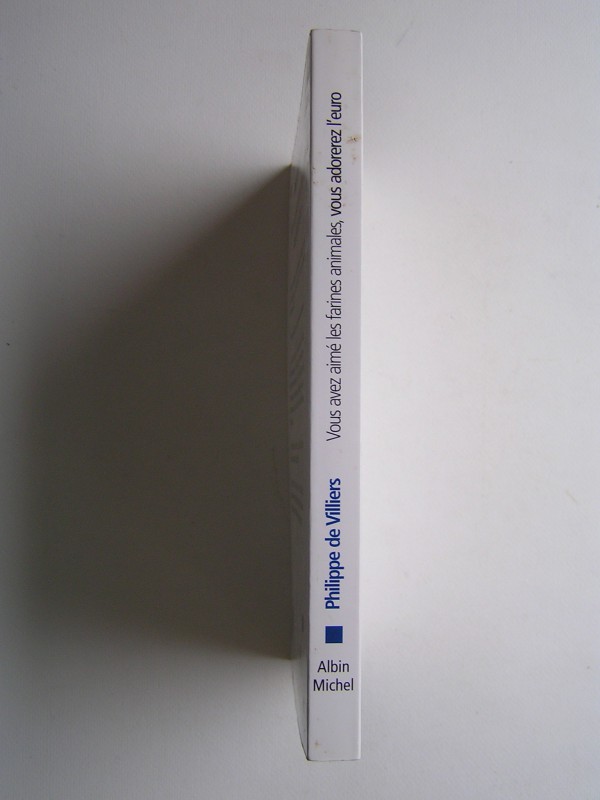 Vous avez aimé les farines animales, vous adorerez l'euro
Philippe de Villiers
Albin
Michel